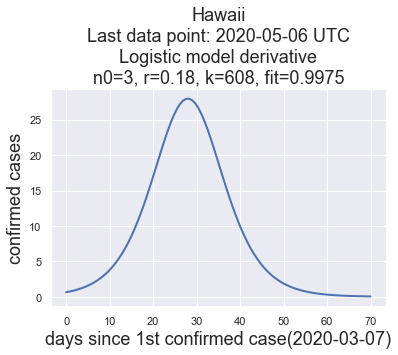 Hawaii
Last data point: 2020-05-06 UTC
Logistic model derivative
n0=3, r=0.18, k=608, fit=0.9975
confirmed cases
25
20
15
10
5
0
0 10 20 30 40 50 60 70
days since 1st confirmed case(2020-03-07)